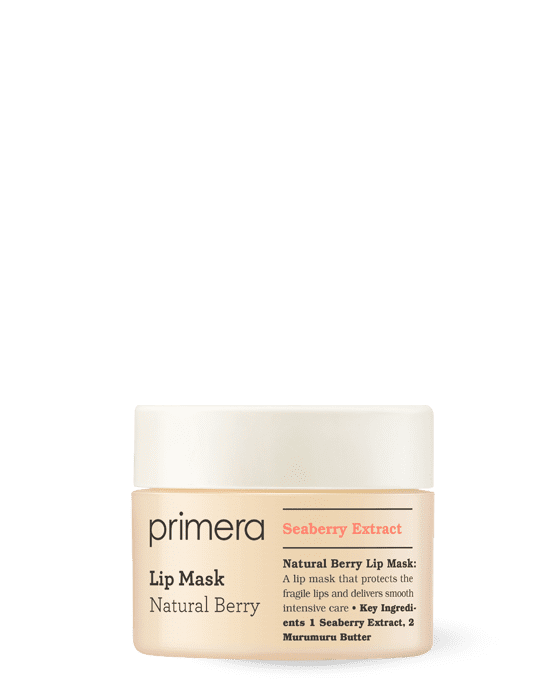 primera
Lip Mask
Natural Berry
Seaberry Extract
Natural Berry Lip Mask:
A lip mask that protects the
fragile lips and delivers smooth
intensive care • Key Ingredi-
ents 1 Seaberry Extract, 2
Murumuru Butter